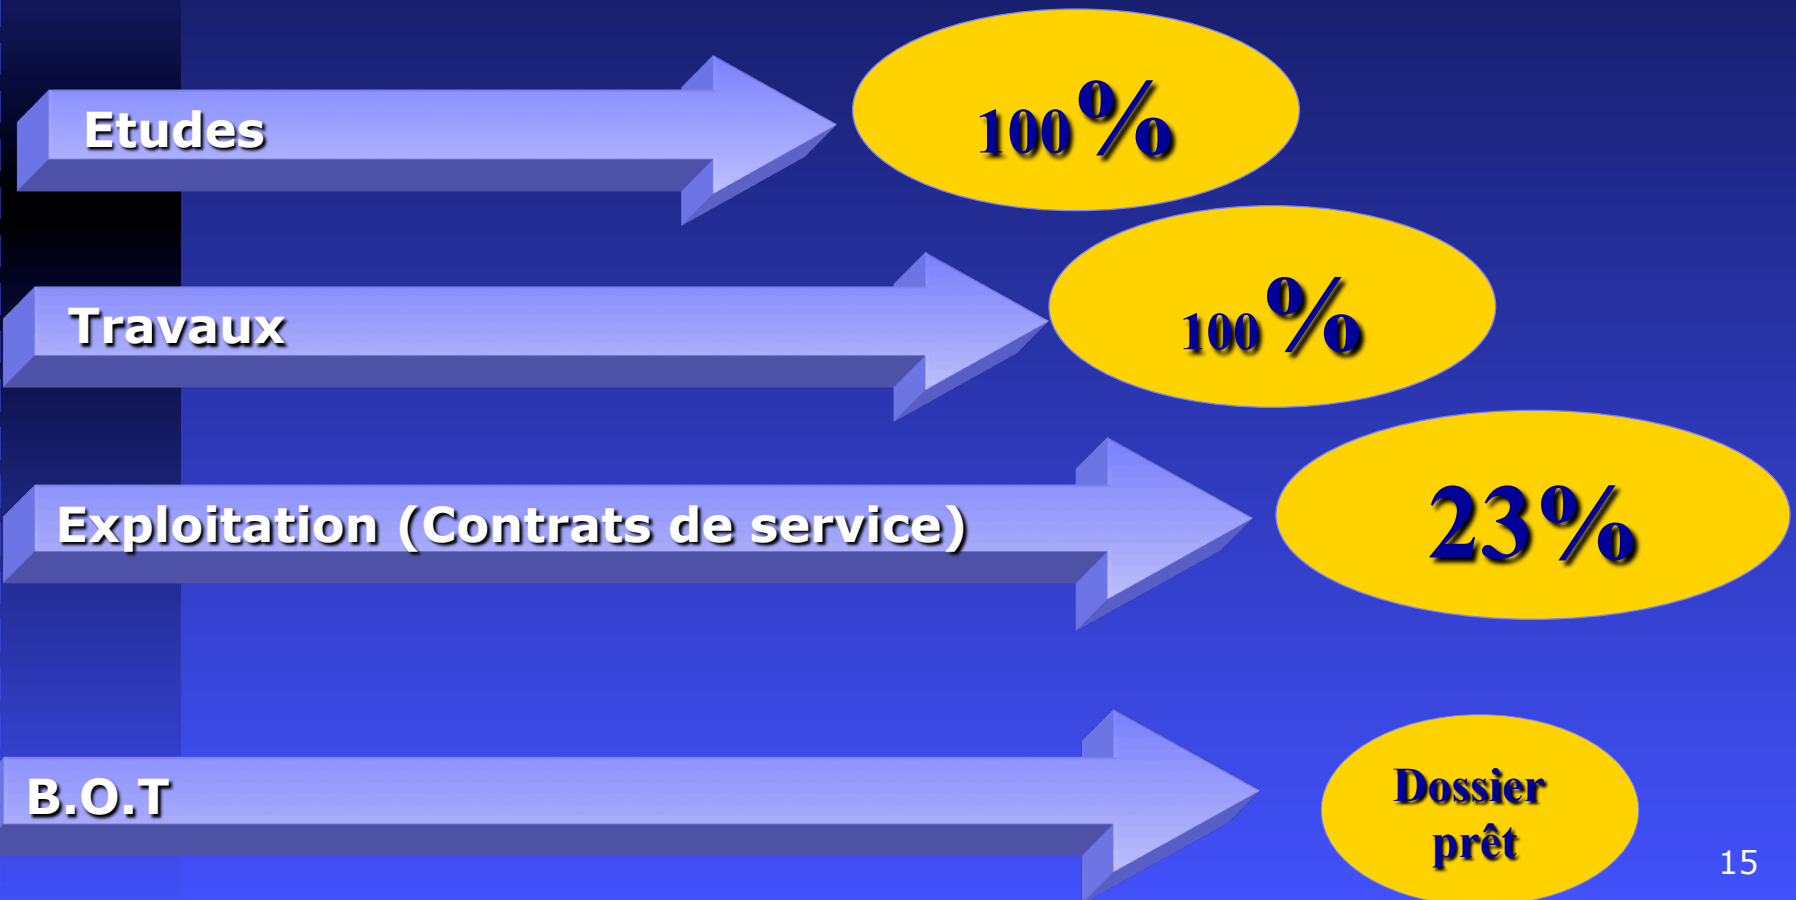 Etudes
100%
Travaux
100%
Exploitation (Contrats de service)
23%
B.O.T
Dossier
prêt
15